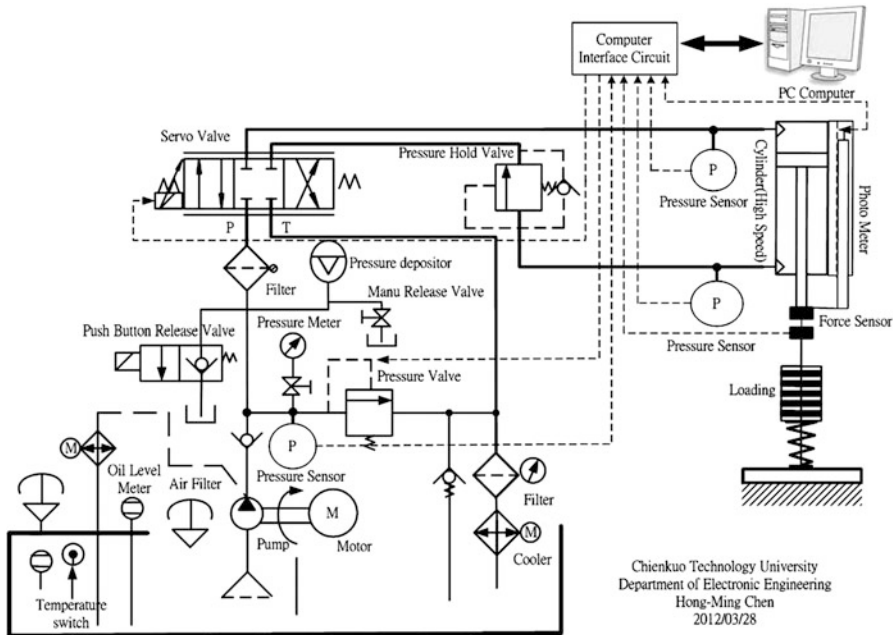 Computer
Interface Circuit
PC Computer
Servo Valve
Pressure Hold Valve
P
Pressure Sensor
Cylinder(High Speed)
Photo Meter
P
T
Filter
Pressure depositor
Manu Release Valve
P
Pressure Sensor
Force Sensor
Push Button Release Valve
Pressure Meter
Pressure Valve
Loading
M
Oil Level
Meter
Air Filter
P
Pressure Sensor
M
Pump
Motor
Filter
M
Cooler
Temperature
switch
Chienkuo Technology University
Department of Electronic Engineering
Hong-Ming Chen
2012/03/28